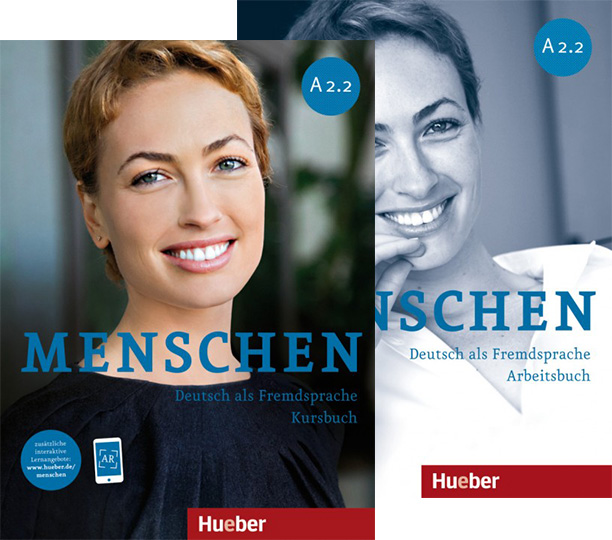 A 2.2
MENSCHEN
Deutsch als Fremdsprache
Kursbuch
zusätzliche
interaktive
Lernangebote:
www.hueber.de/
menschen
AR
Hueber
A 2.2
NSCHEN
Deutsch als Fremdsprache
Arbeitsbuch
Hueber